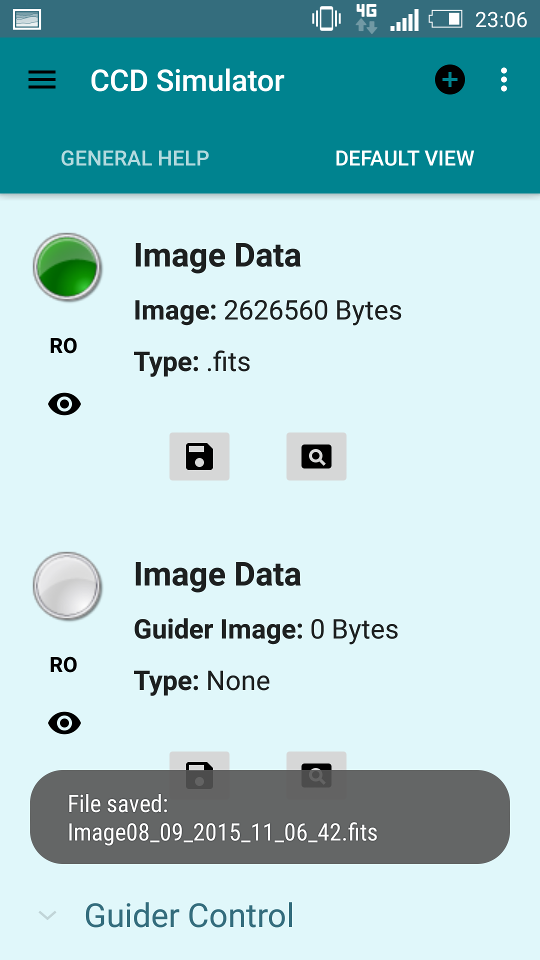 4G
23:06
CCD Simulator
GENERAL HELP
DEFAULT VIEW
Image Data
Image: 2626560 Bytes
RO
Type: .fits
Image Data
Guider Image: 0 Bytes
RO
Type: None
File saved:
Image08_09_2015_11_06_42.fits
Guider Control